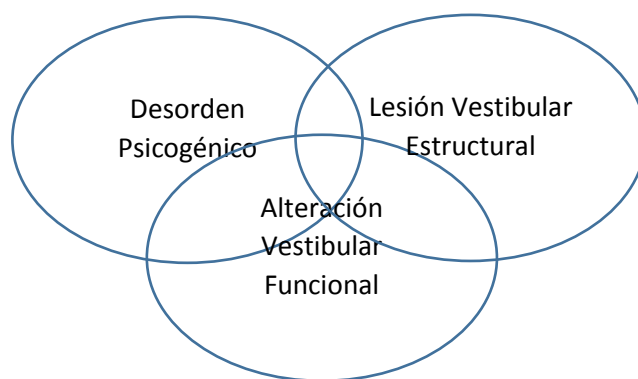 Desorden
Psicogénico
Lesión Vestibular
Estructural
Alteración
Vestibular
Funcional